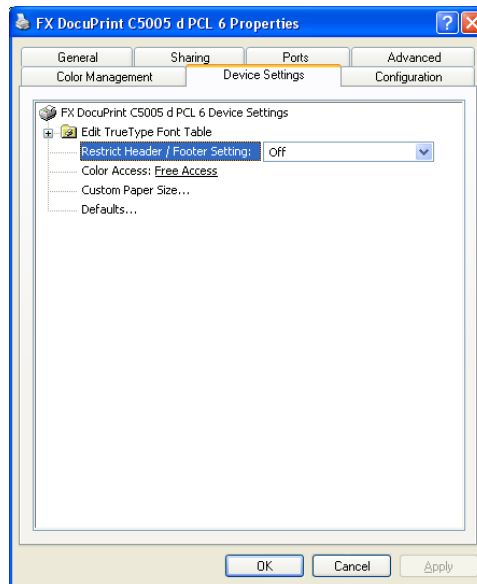 FX DocuPrint C5005 d PCL 6 Properties
General Sharing Ports Advanced
Color Management Device Settings Configuration
FX DocuPrint C5005 d PCL 6 Device Settings
Edit TrueType Font Table
Restrict Header / Footer Setting: Off
Color Access: Free Access
Custom Paper Size...
Defaults...
OK Cancel Apply